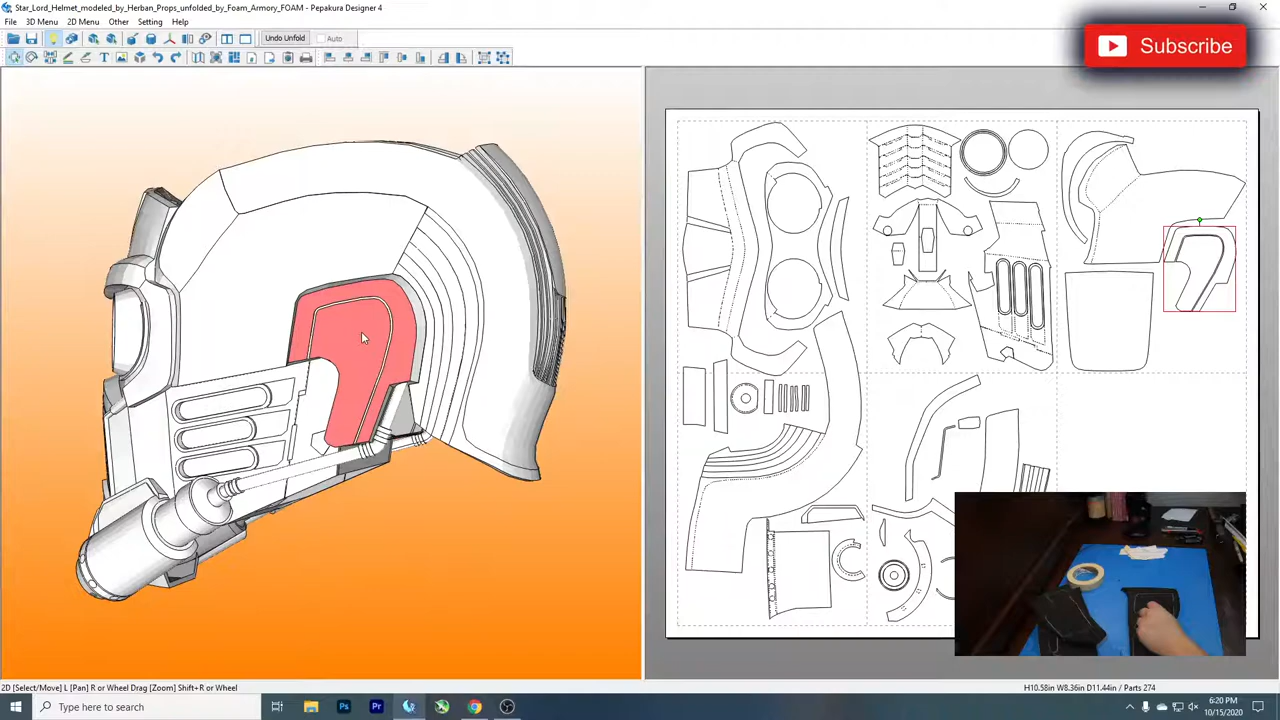 Star_Lord_Helmet_modeled_by_Herban_Props_unfolded_by_Foam_Armory_FOAM - Pepakura Designer 4
File 3D Menu 2D Menu Other Setting Help
Undo Unfold Auto
Subscribe
2D [Select/Move] L [Pan] R or Wheel Drag [Zoom] Shift+R or Wheel
H10.58in W8.36in D11.44in / Parts 274
Type here to search
6:20 PM
10/15/2020